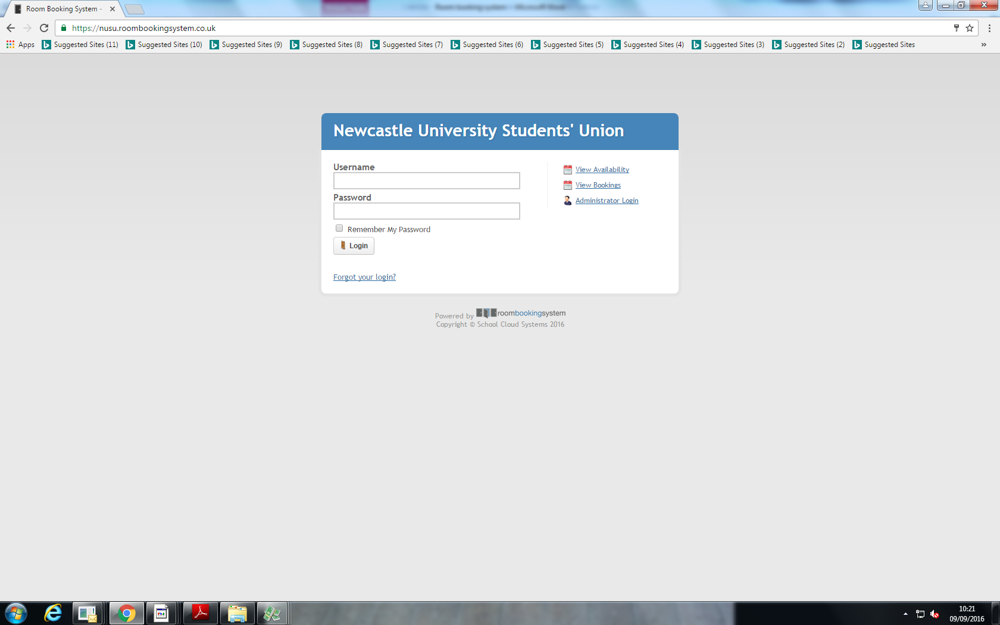 Room Booking System -
https://nusu.roombookingsystem.co.uk
Apps Suggested Sites (11) Suggested Sites (10) Suggested Sites (9) Suggested Sites (8) Suggested Sites (7) Suggested Sites (6) Suggested Sites (5) Suggested Sites (4) Suggested Sites (3) Suggested Sites (2) Suggested Sites »
Newcastle University Students' Union
Username
Password
Remember My Password
Login
Forgot your login?
View Availability
View Bookings
Administrator Login
Powered by roombookingsystem
Copyright © School Cloud Systems 2016
10:21
09/09/2016